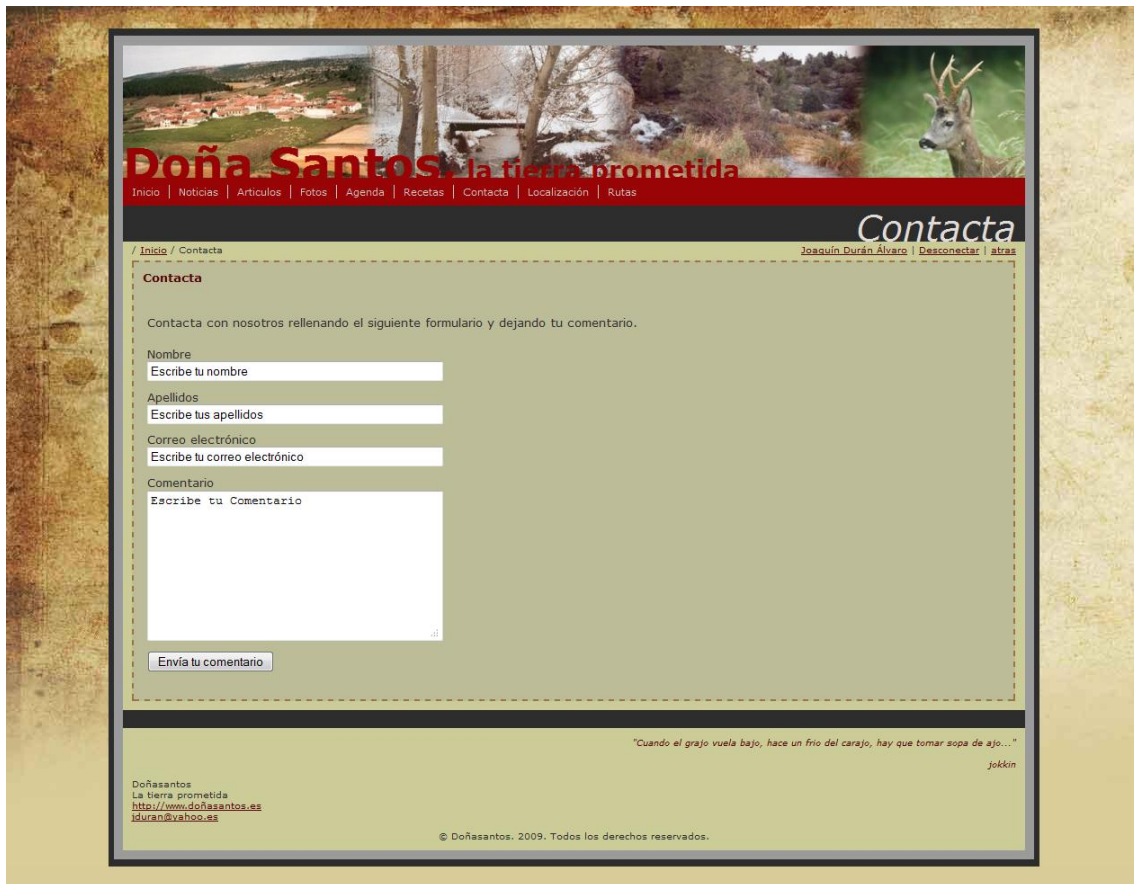 Doña Santos, la tierra prometida
Inicio | Noticias | Articulos | Fotos | Agenda | Recetas | Contacta | Localización | Rutas
Contacta
/ Inicio / Contacta
Joaquín Durán Álvaro | Desconectar | atras
Contacta
Contacta con nosotros rellenando el siguiente formulario y dejando tu comentario.
Nombre
Escribe tu nombre
Apellidos
Escribe tus apellidos
Correo electrónico
Escribe tu correo electrónico
Comentario
Escribe tu Comentario
Envía tu comentario
"Cuando el grajo vuela bajo, hace un frio del carajo, hay que tomar sopa de ajo..."
jokkin
Doñasantos
La tierra prometida
http://www.doñasantos.es
jduran@yahoo.es
© Doñasantos. 2009. Todos los derechos reservados.